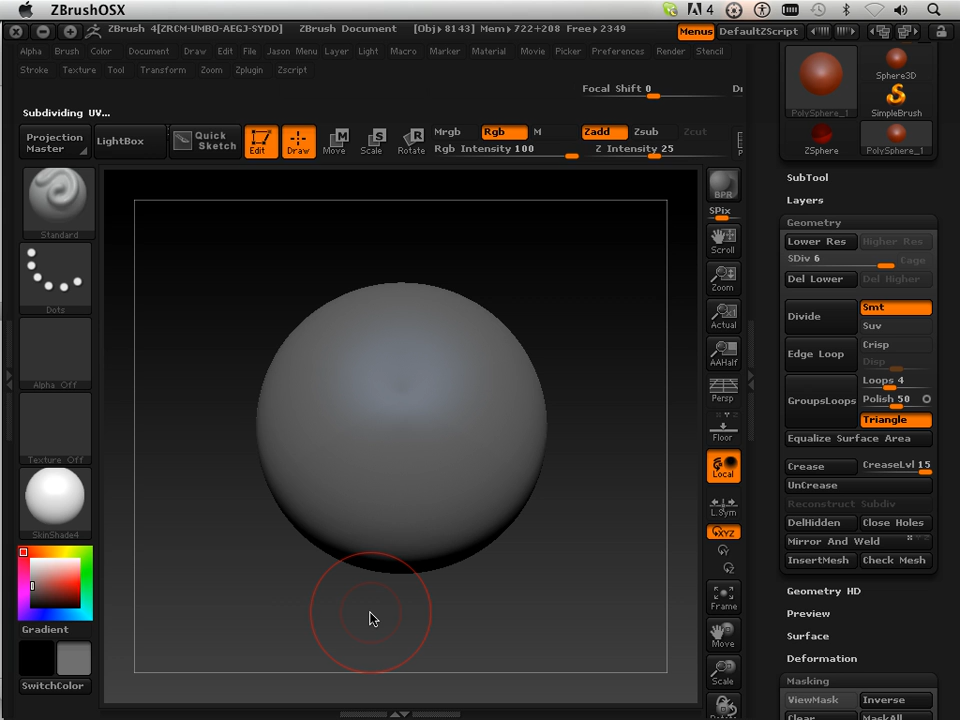 ZBrushOSX
4
ZBrush 4[ZRCM-UMBO-AEGJ-SYDD]
ZBrush Document
[Obj+8143] Mem+722+208 Free+2349
Menus
DefaultZScript
Alpha Brush Color Document Draw Edit File Jason Menu Layer Light Macro Marker Material Movie Picker Preferences Render Stencil
Stroke Texture Tool Transform Zoom Zplugin Zscript
Focal Shift 0
Dr
Subdividing UV...
Projection Master
LightBox
Quick Sketch
Edit
Draw
Move
Scale
Rotate
Mrgb
Rgb
M
Rgb Intensity 100
Zadd
Zsub
Zcut
Z Intensity 25
Standard
Dots
Alpha Off
Texture Off
SkinShade4
Gradient
SwitchColor
BPR
SPix
Scroll
Zoom
Actual
AAHalf
Persp
Floor
Local
L.Sym
XYZ
Y
Z
Frame
Move
Scale
PolySphere_1
Sphere3D
SimpleBrush
ZSphere
PolySphere_1
SubTool
Layers
Geometry
Lower Res
Higher Res
SDiv 6
Cage
Del Lower
Del Higher
Divide
Smt
Suv
Edge Loop
Crisp
Disp
GroupsLoops
Loops 4
Polish 50
Triangle
Equalize Surface Area
Crease
CreaseLvl 15
UnCrease
Reconstruct Subdiv
DelHidden
Close Holes
Mirror And Weld
InsertMesh
Check Mesh
Geometry HD
Preview
Surface
Deformation
Masking
ViewMask
Inverse
Clear
MaskAll